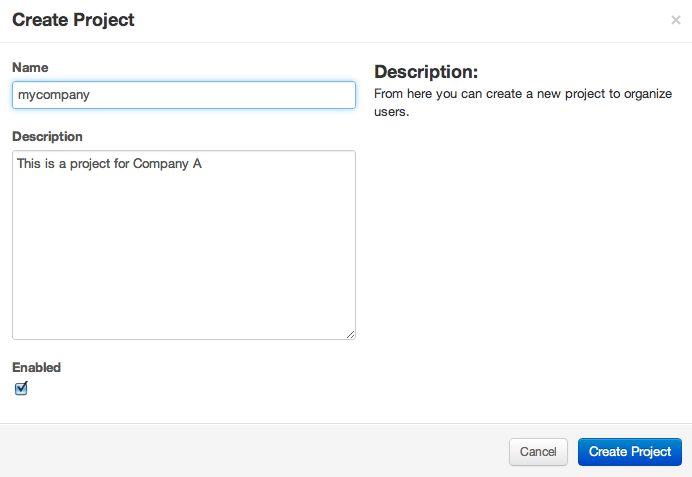 Create Project
×
Name
mycompany
Description
This is a project for Company A
Enabled
Description:
From here you can create a new project to organize
users.
Cancel
Create Project